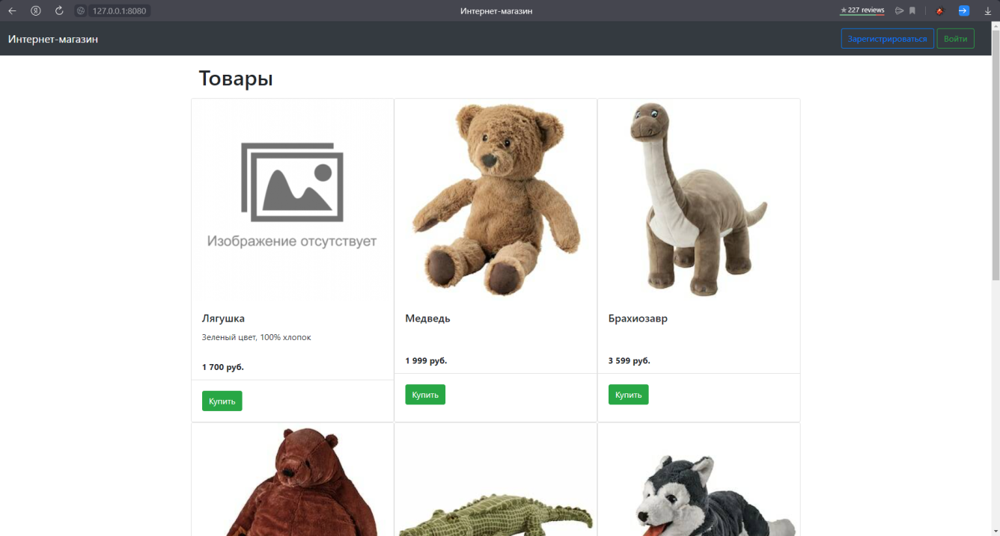 127.0.0.1:8080
Интернет-магазин
★ 227 reviews
Интернет-магазин
Зарегистрироваться
Войти
Товары
Изображение отсутствует
Лягушка
Зеленый цвет, 100% хлопок
1 700 руб.
Купить
Медведь
1 999 руб.
Купить
Брахиозавр
3 599 руб.
Купить